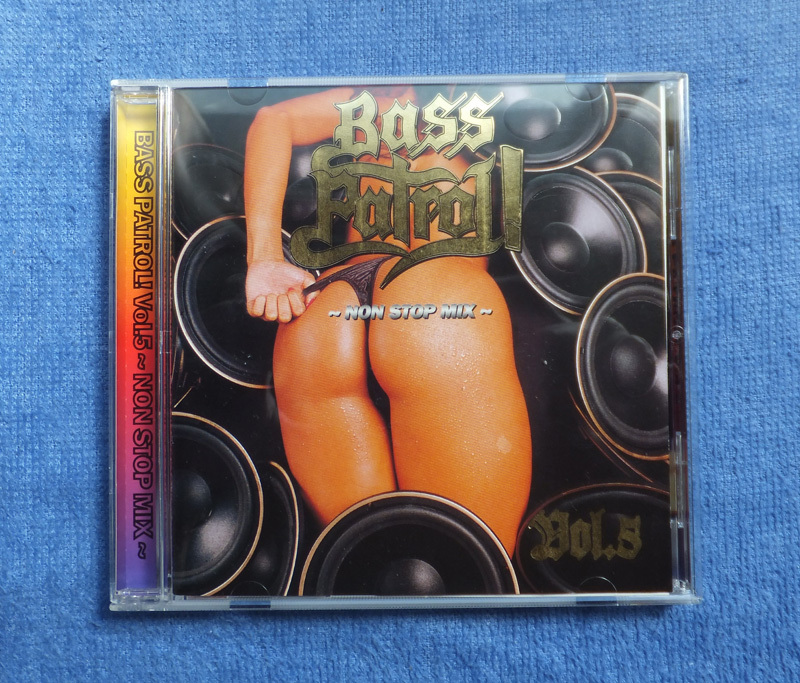 Bass
Patrol!
~ NON STOP MIX ~
Vol.5
BASS PATROL!! Vol.5 ~ NON STOP MIX ~